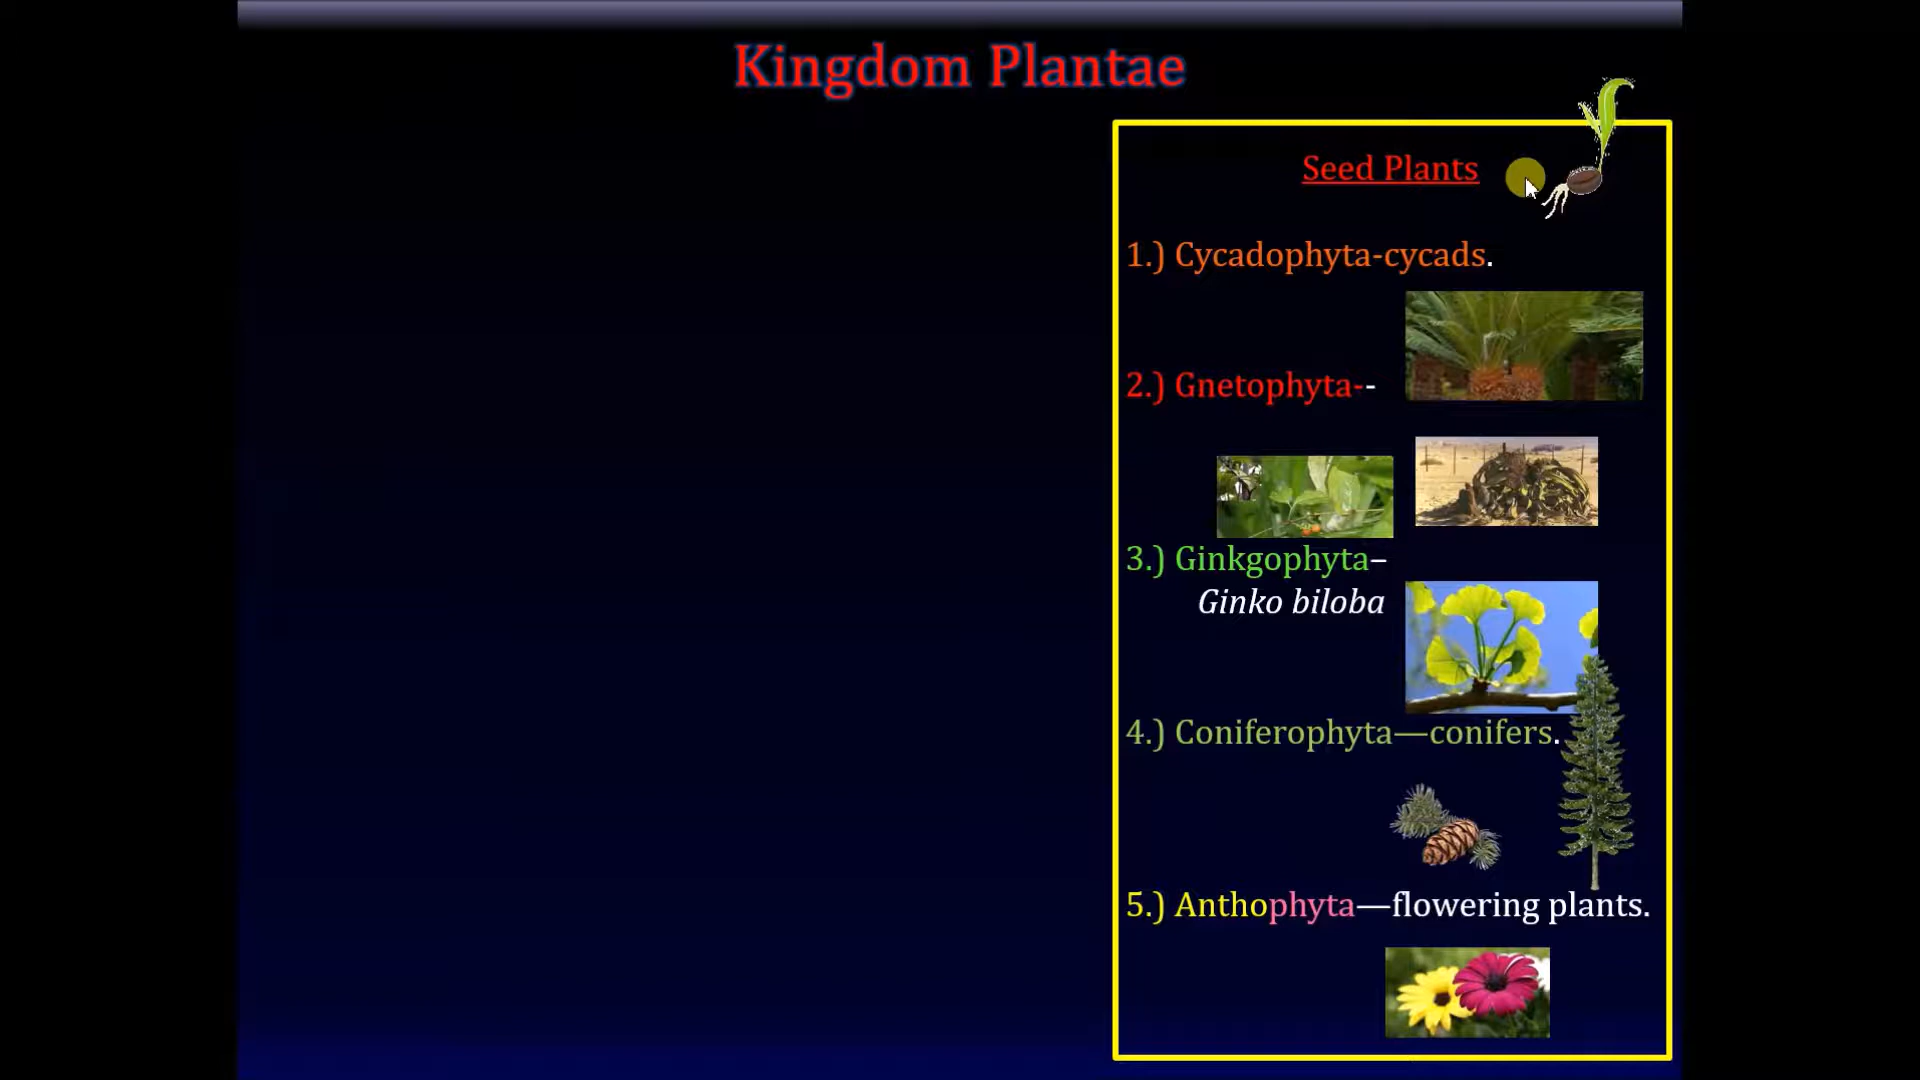 Kingdom Plantae
Seed Plants
1.) Cycadophyta-cycads.
2.) Gnetophyta--
3.) Ginkgophyta–
Ginko biloba
4.) Coniferophyta—conifers.
5.) Anthophyta—flowering plants.